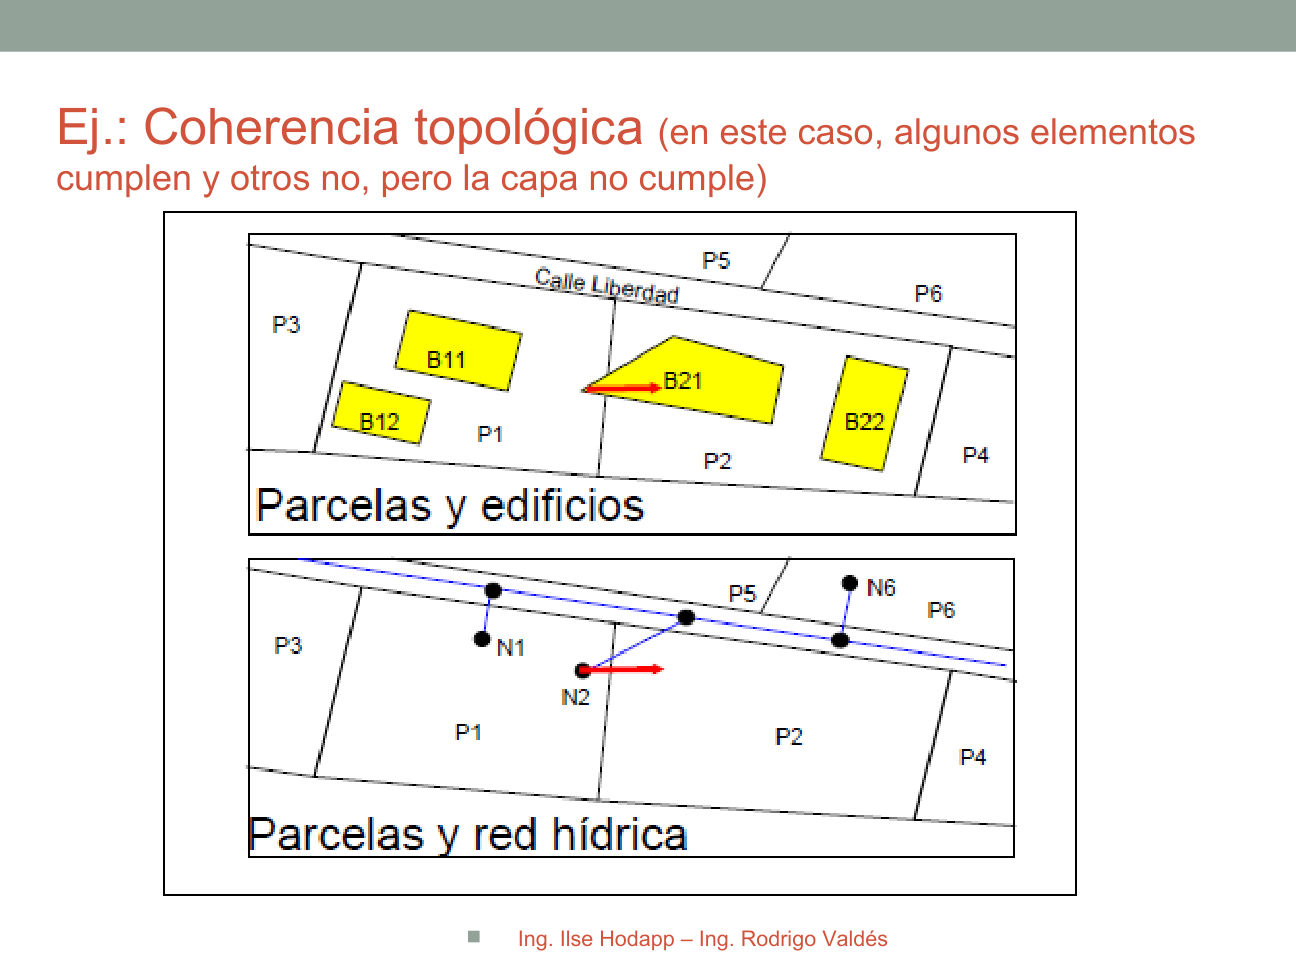 Ej.: Coherencia topológica (en este caso, algunos elementos
cumplen y otros no, pero la capa no cumple)
P5
Calle Liberdad
P6
P3
B11
B21
B12
B22
P1
P2
P4
Parcelas y edificios
N6
P5
P6
P3
N1
N2
P1
P2
P4
Parcelas y red hídrica
Ing. Ilse Hodapp – Ing. Rodrigo Valdés